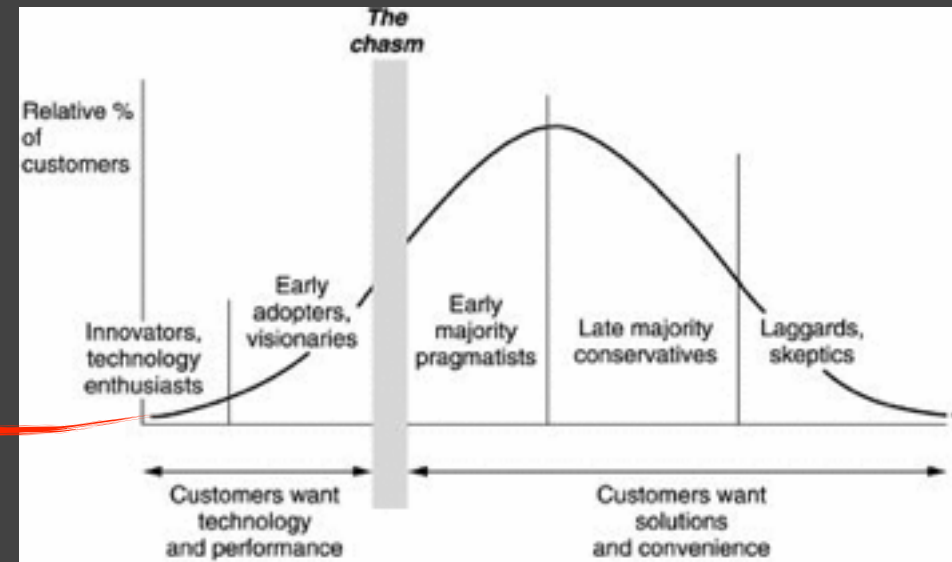 The
chasm
Relative %
of
customers
Innovators,
technology
enthusiasts
Early
adopters,
visionaries
Early
majority
pragmatists
Late majority
conservatives
Laggards,
skeptics
Customers want
technology
and performance
Customers want
solutions
and convenience